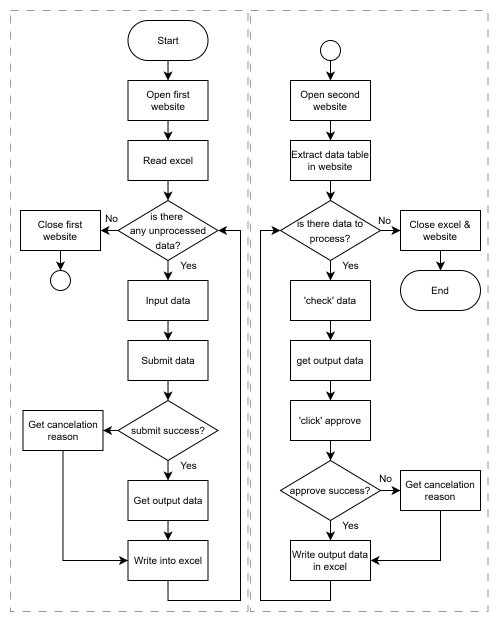 Start
Open first
website
Read excel
is there
any unprocessed
data?
No
Close first
website
Yes
Input data
Submit data
submit success?
Get cancelation
reason
Yes
Get output data
Write into excel
Open second
website
Extract data table
in website
is there data to
process?
No
Close excel &
website
End
Yes
'check' data
get output data
'click' approve
approve success?
No
Get cancelation
reason
Yes
Write output data
in excel